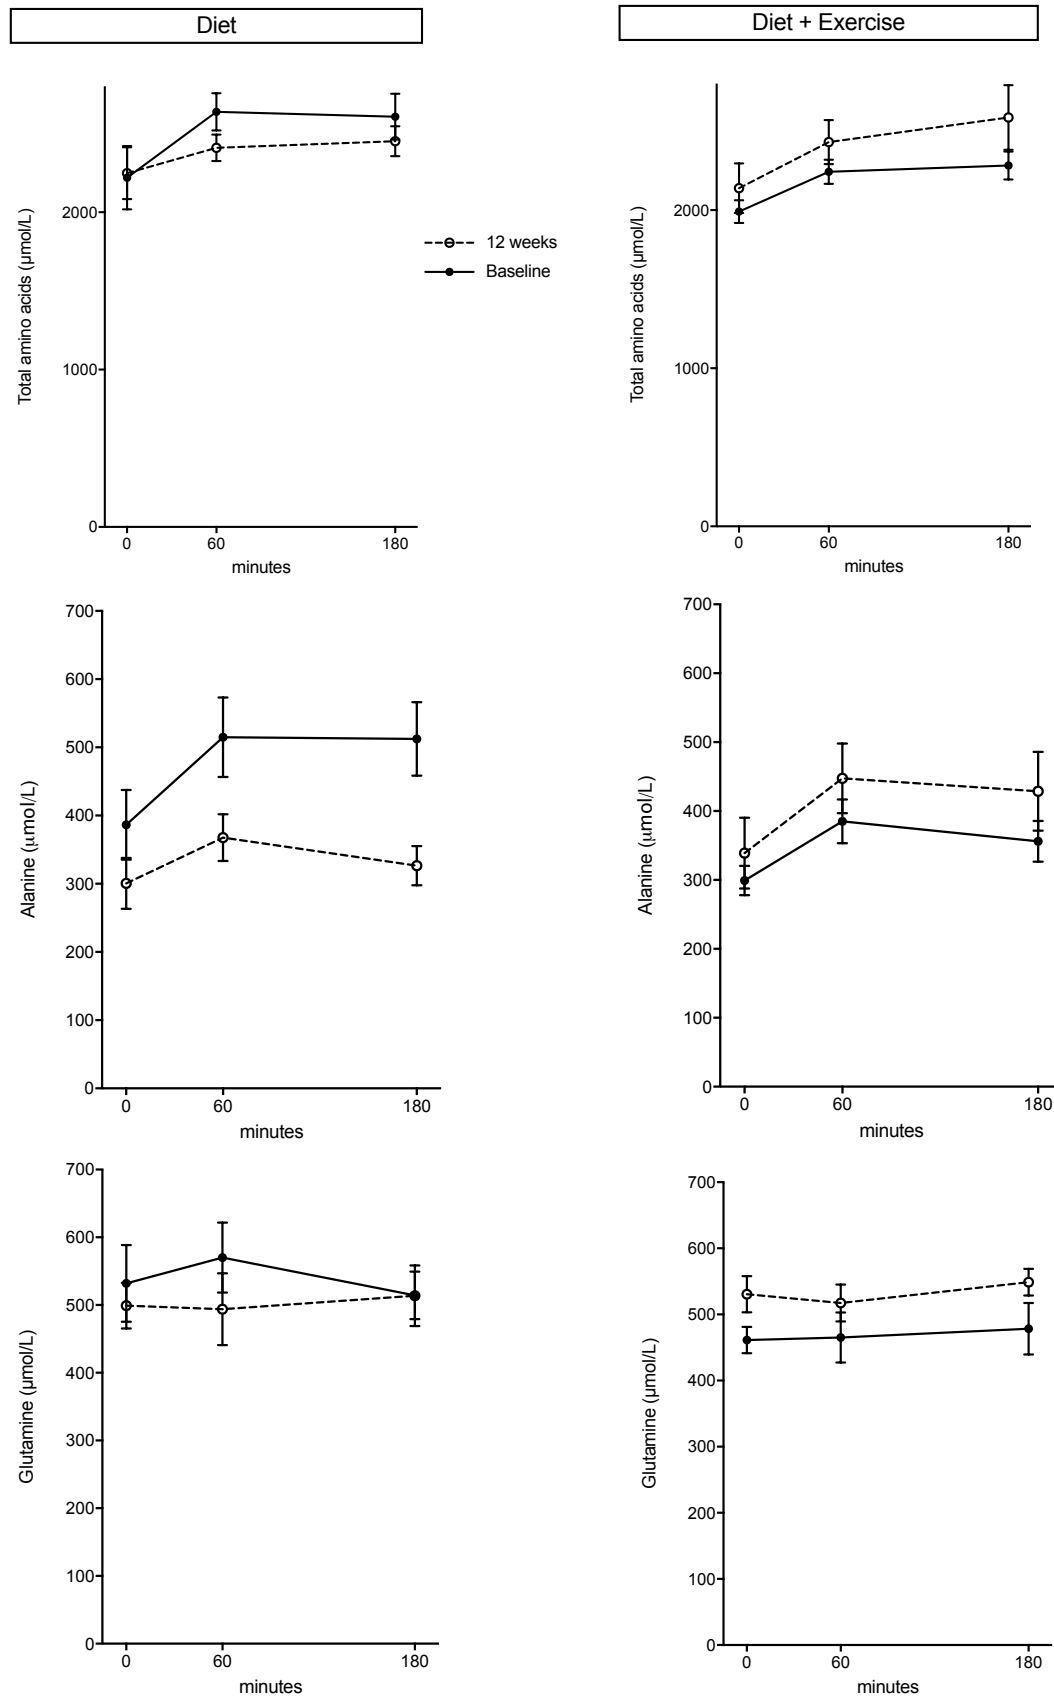 Diet
Diet + Exercise
Total amino acids (µmol/L)
2000
1000
0
0 60 180
minutes
12 weeks
Baseline
Total amino acids (µmol/L)
2000
1000
0
0 60 180
minutes
Alanine (µmol/L)
700
600
500
400
300
200
100
0
0 60 180
minutes
Alanine (µmol/L)
700
600
500
400
300
200
100
0
0 60 180
minutes
Glutamine (µmol/L)
700
600
500
400
300
200
100
0
0 60 180
minutes
Glutamine (µmol/L)
700
600
500
400
300
200
100
0
0 60 180
minutes